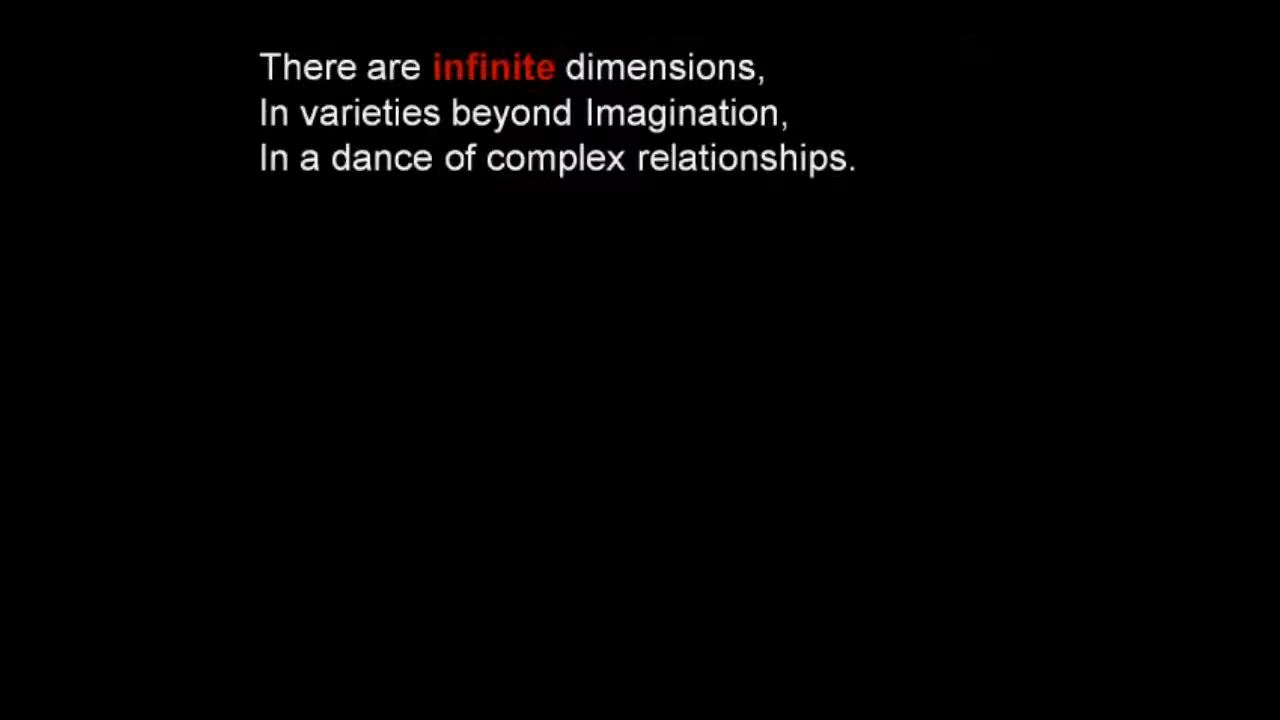 There are infinite dimensions,
In varieties beyond Imagination,
In a dance of complex relationships.